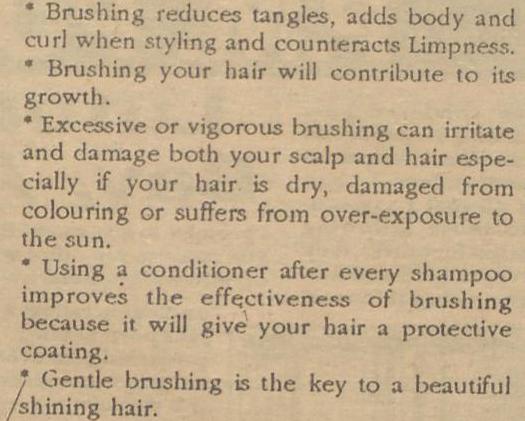 * Brushing reduces tangles, adds body and
curl when styling and counteracts Limpness.
* Brushing your hair will contribute to its
growth.
* Excessive or vigorous brushing can irritate
and damage both your scalp and hair espe-
cially if your hair is dry, damaged from
colouring or suffers from over-exposure to
the sun.
* Using a conditioner after every shampoo
improves the effectiveness of brushing
because it will give your hair a protective
coating.
* Gentle brushing is the key to a beautiful
shining hair.